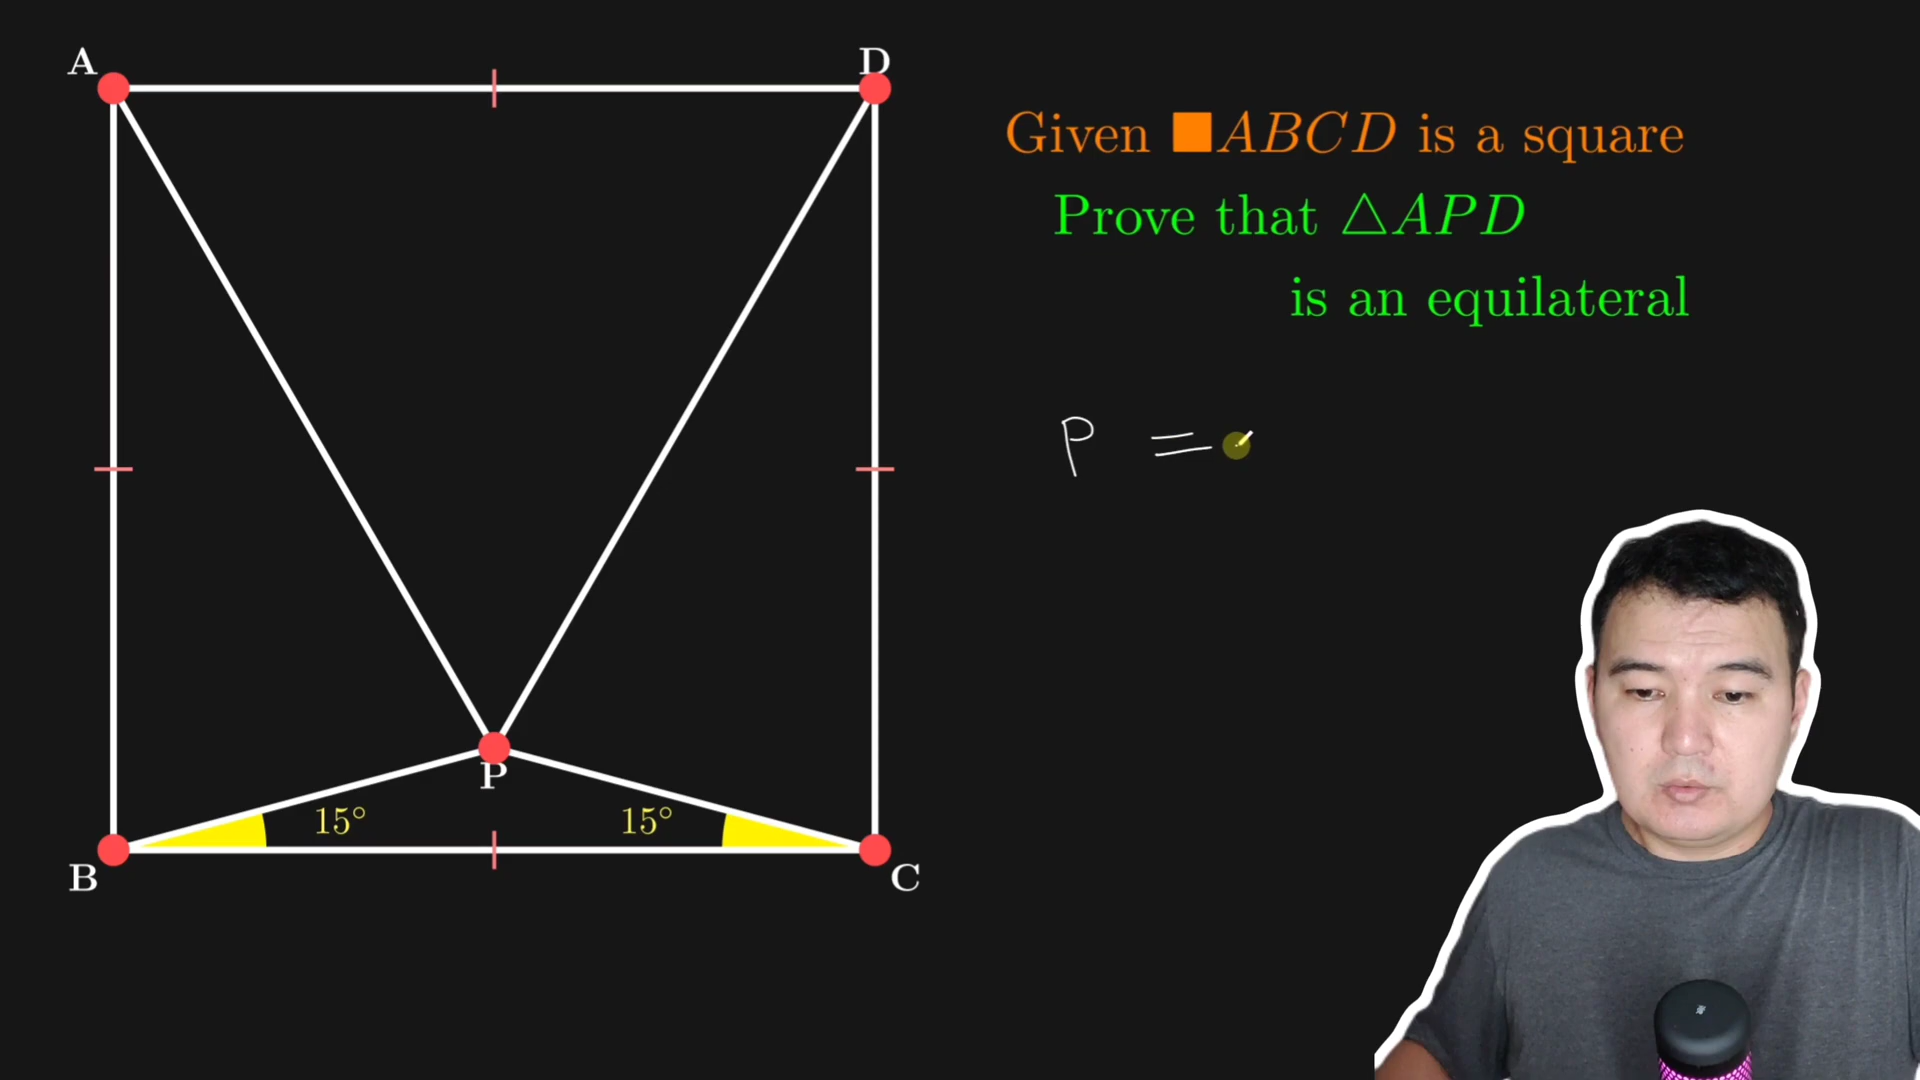 A D
Given ■ABCD is a square
Prove that △APD
is an equilateral
P =
P
15° 15°
B C